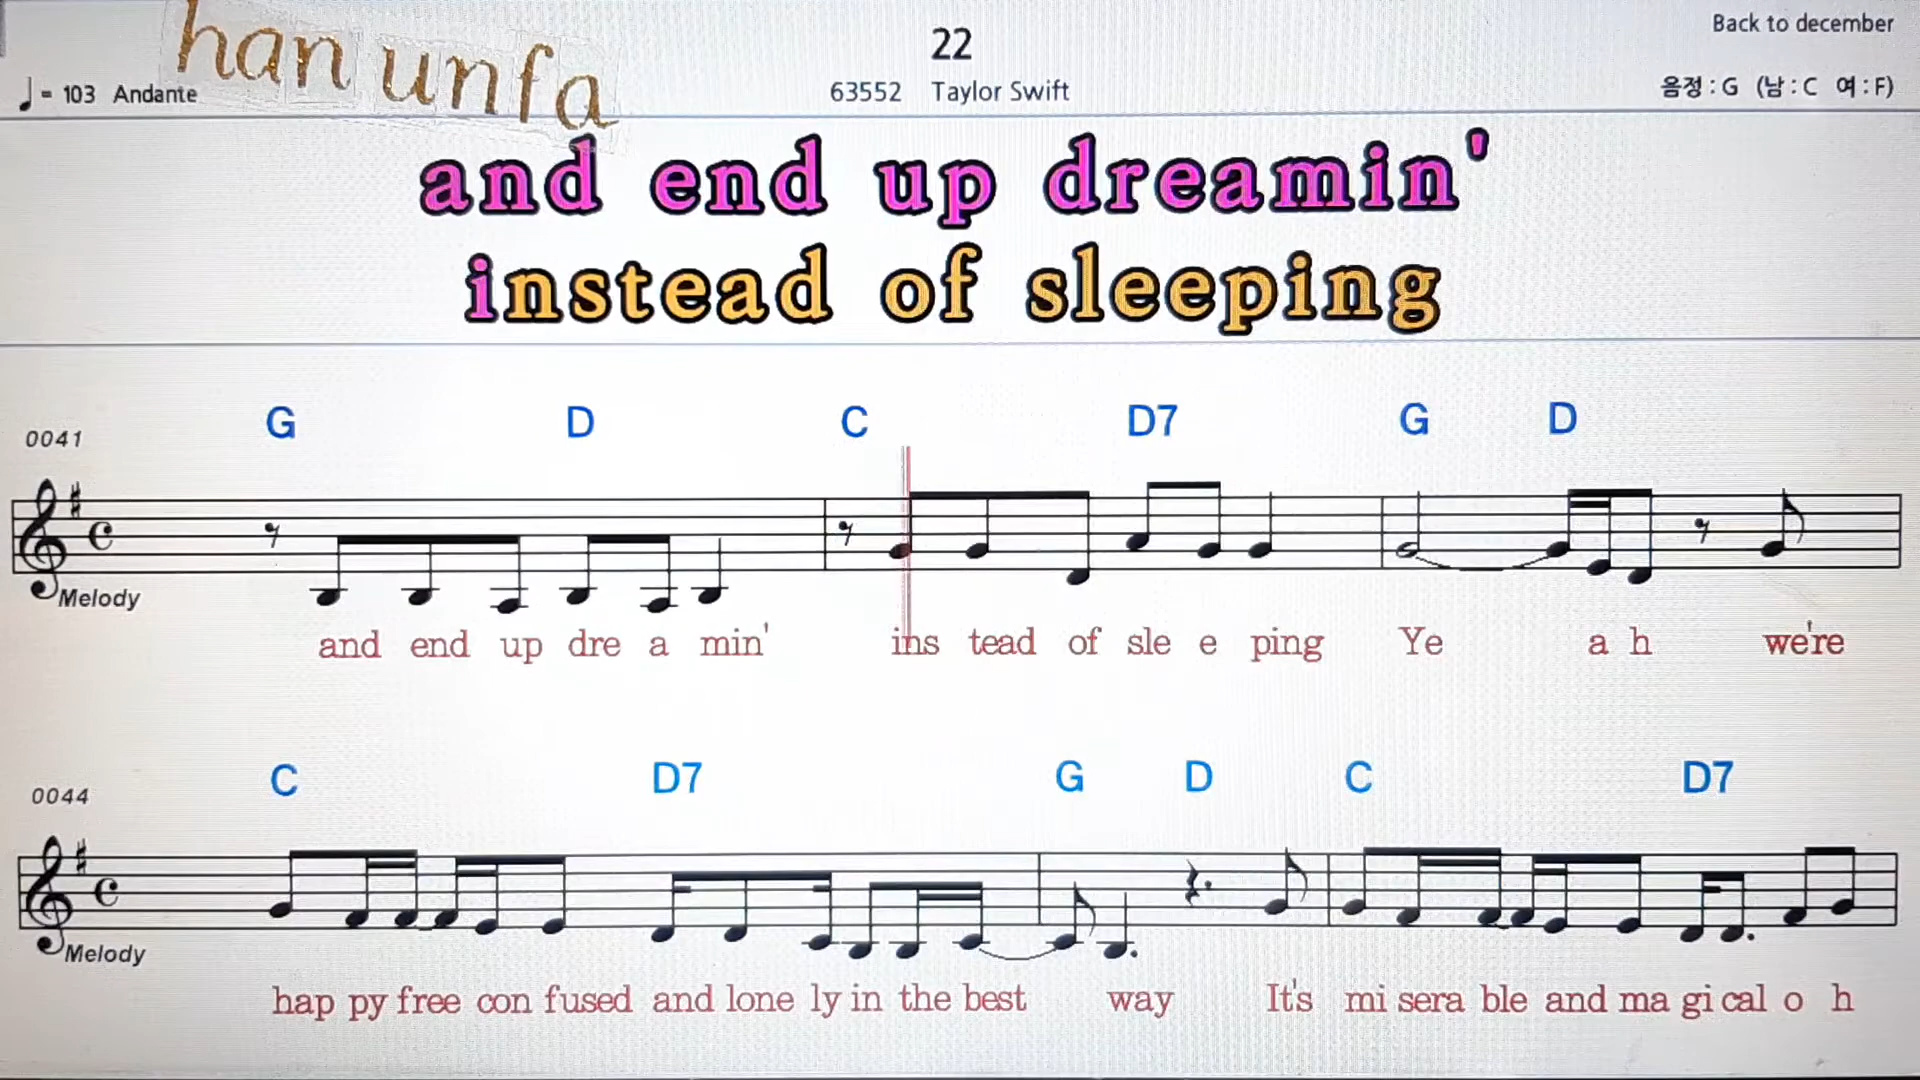 han unfa
22
Back to december
♩= 103 Andante
63552 Taylor Swift
음정 : G (남 : C 여 : F)
and end up dreamin'
instead of sleeping
G D C D7 G D
0041
Melody
and end up dre a min' ins tead of sle e ping Ye a h we're
C D7 G D C D7
0044
Melody
hap py free con fused and lone ly in the best way It's mi sera ble and ma gi cal o h